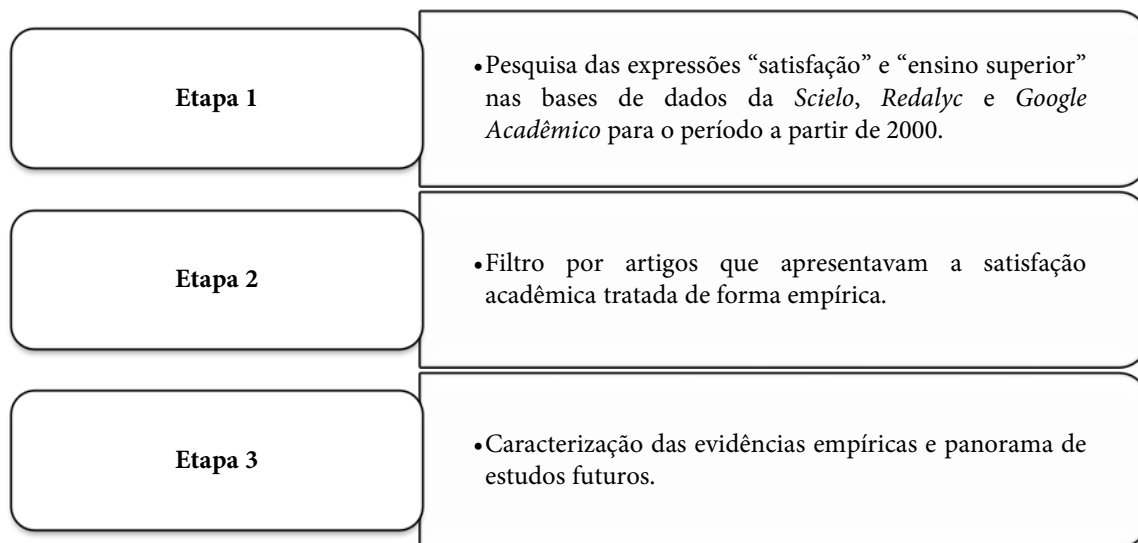 Etapa 1
•Pesquisa das expressões “satisfação” e “ensino superior”
nas bases de dados da Scielo, Redalyc e Google
Acadêmico para o período a partir de 2000.
Etapa 2
•Filtro por artigos que apresentavam a satisfação
acadêmica tratada de forma empírica.
Etapa 3
•Caracterização das evidências empíricas e panorama de
estudos futuros.